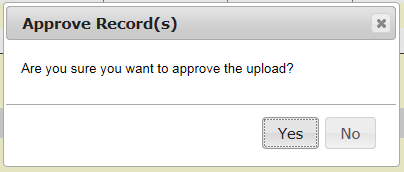 Approve Record(s)
Are you sure you want to approve the upload?
Yes No